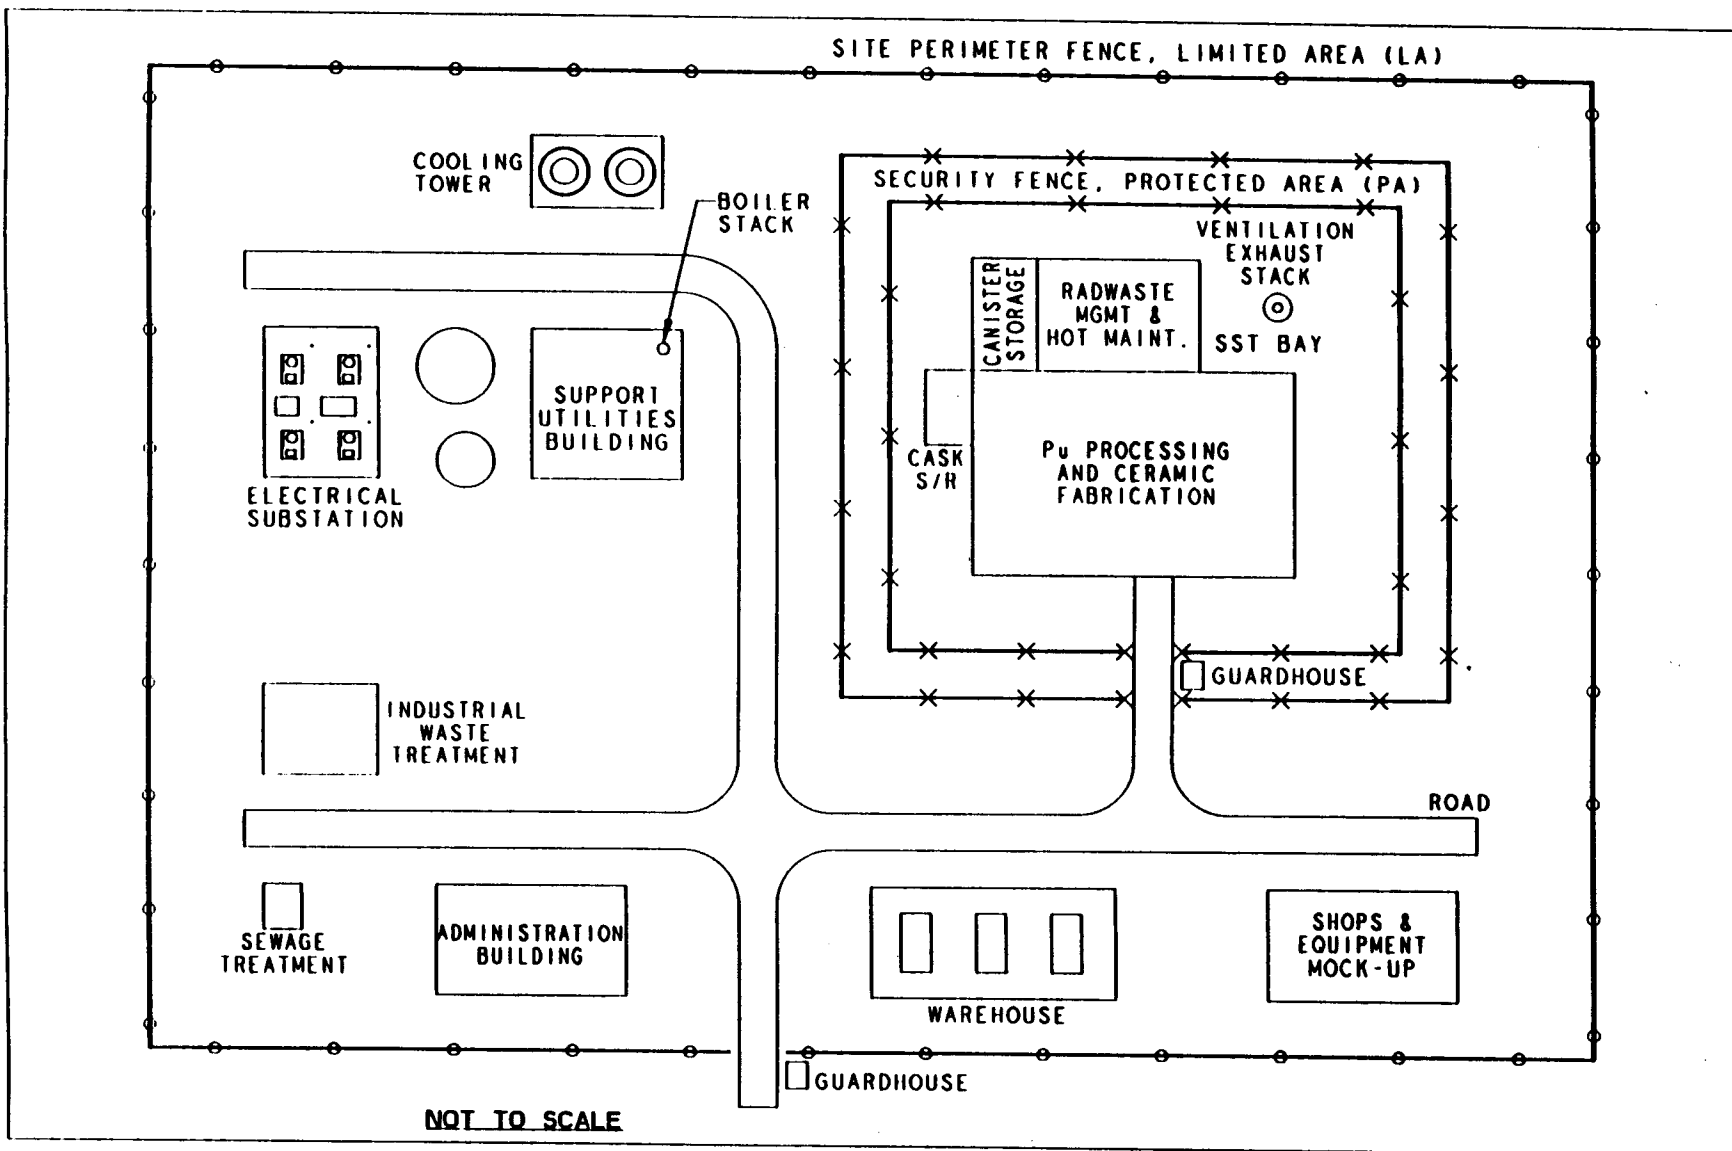 SITE PERIMETER FENCE, LIMITED AREA (LA)
COOLING
TOWER
SECURITY FENCE, PROTECTED AREA (PA)
BOILER
STACK
VENTILATION
EXHAUST
STACK
CANISTER
STORAGE
RADWASTE
MGMT &
HOT MAINT.
SST BAY
SUPPORT
UTILITIES
BUILDING
CASK
S/R
Pu PROCESSING
AND CERAMIC
FABRICATION
ELECTRICAL
SUBSTATION
GUARDHOUSE
INDUSTRIAL
WASTE
TREATMENT
ROAD
SEWAGE
TREATMENT
ADMINISTRATION
BUILDING
WAREHOUSE
SHOPS &
EQUIPMENT
MOCK-UP
GUARDHOUSE
NOT TO SCALE